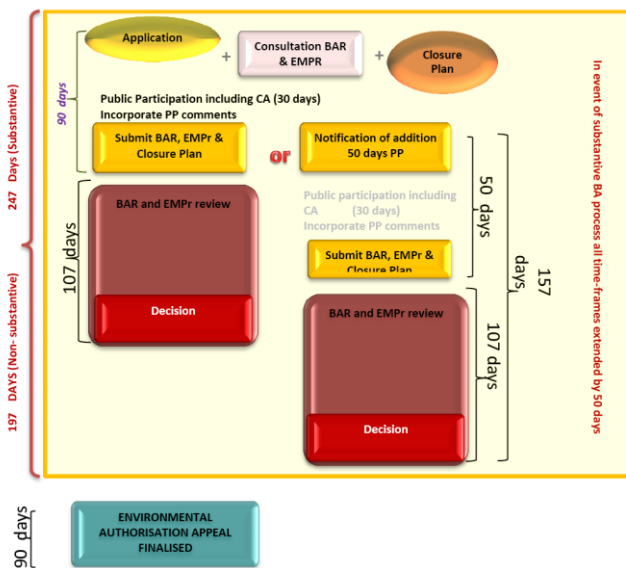 Application
+
Consultation BAR
& EMPR
+
Closure
Plan
90 days
Public Participation including CA (30 days)
Incorporate PP comments
Submit BAR, EMPr &
Closure Plan
or
Notification of addition
50 days PP
Public participation including
CA (30 days)
Incorporate PP comments
Submit BAR, EMPr &
Closure Plan
50 days
BAR and EMPr review
107 days
Decision
BAR and EMPr review
107 days
Decision
157
days,
247 Days (Substantive)
197 DAYS (Non- substantive)
In event of substantive BA process all time-frames extended by 50 days
90 days
ENVIRONMENTAL
AUTHORISATION APPEAL
FINALISED